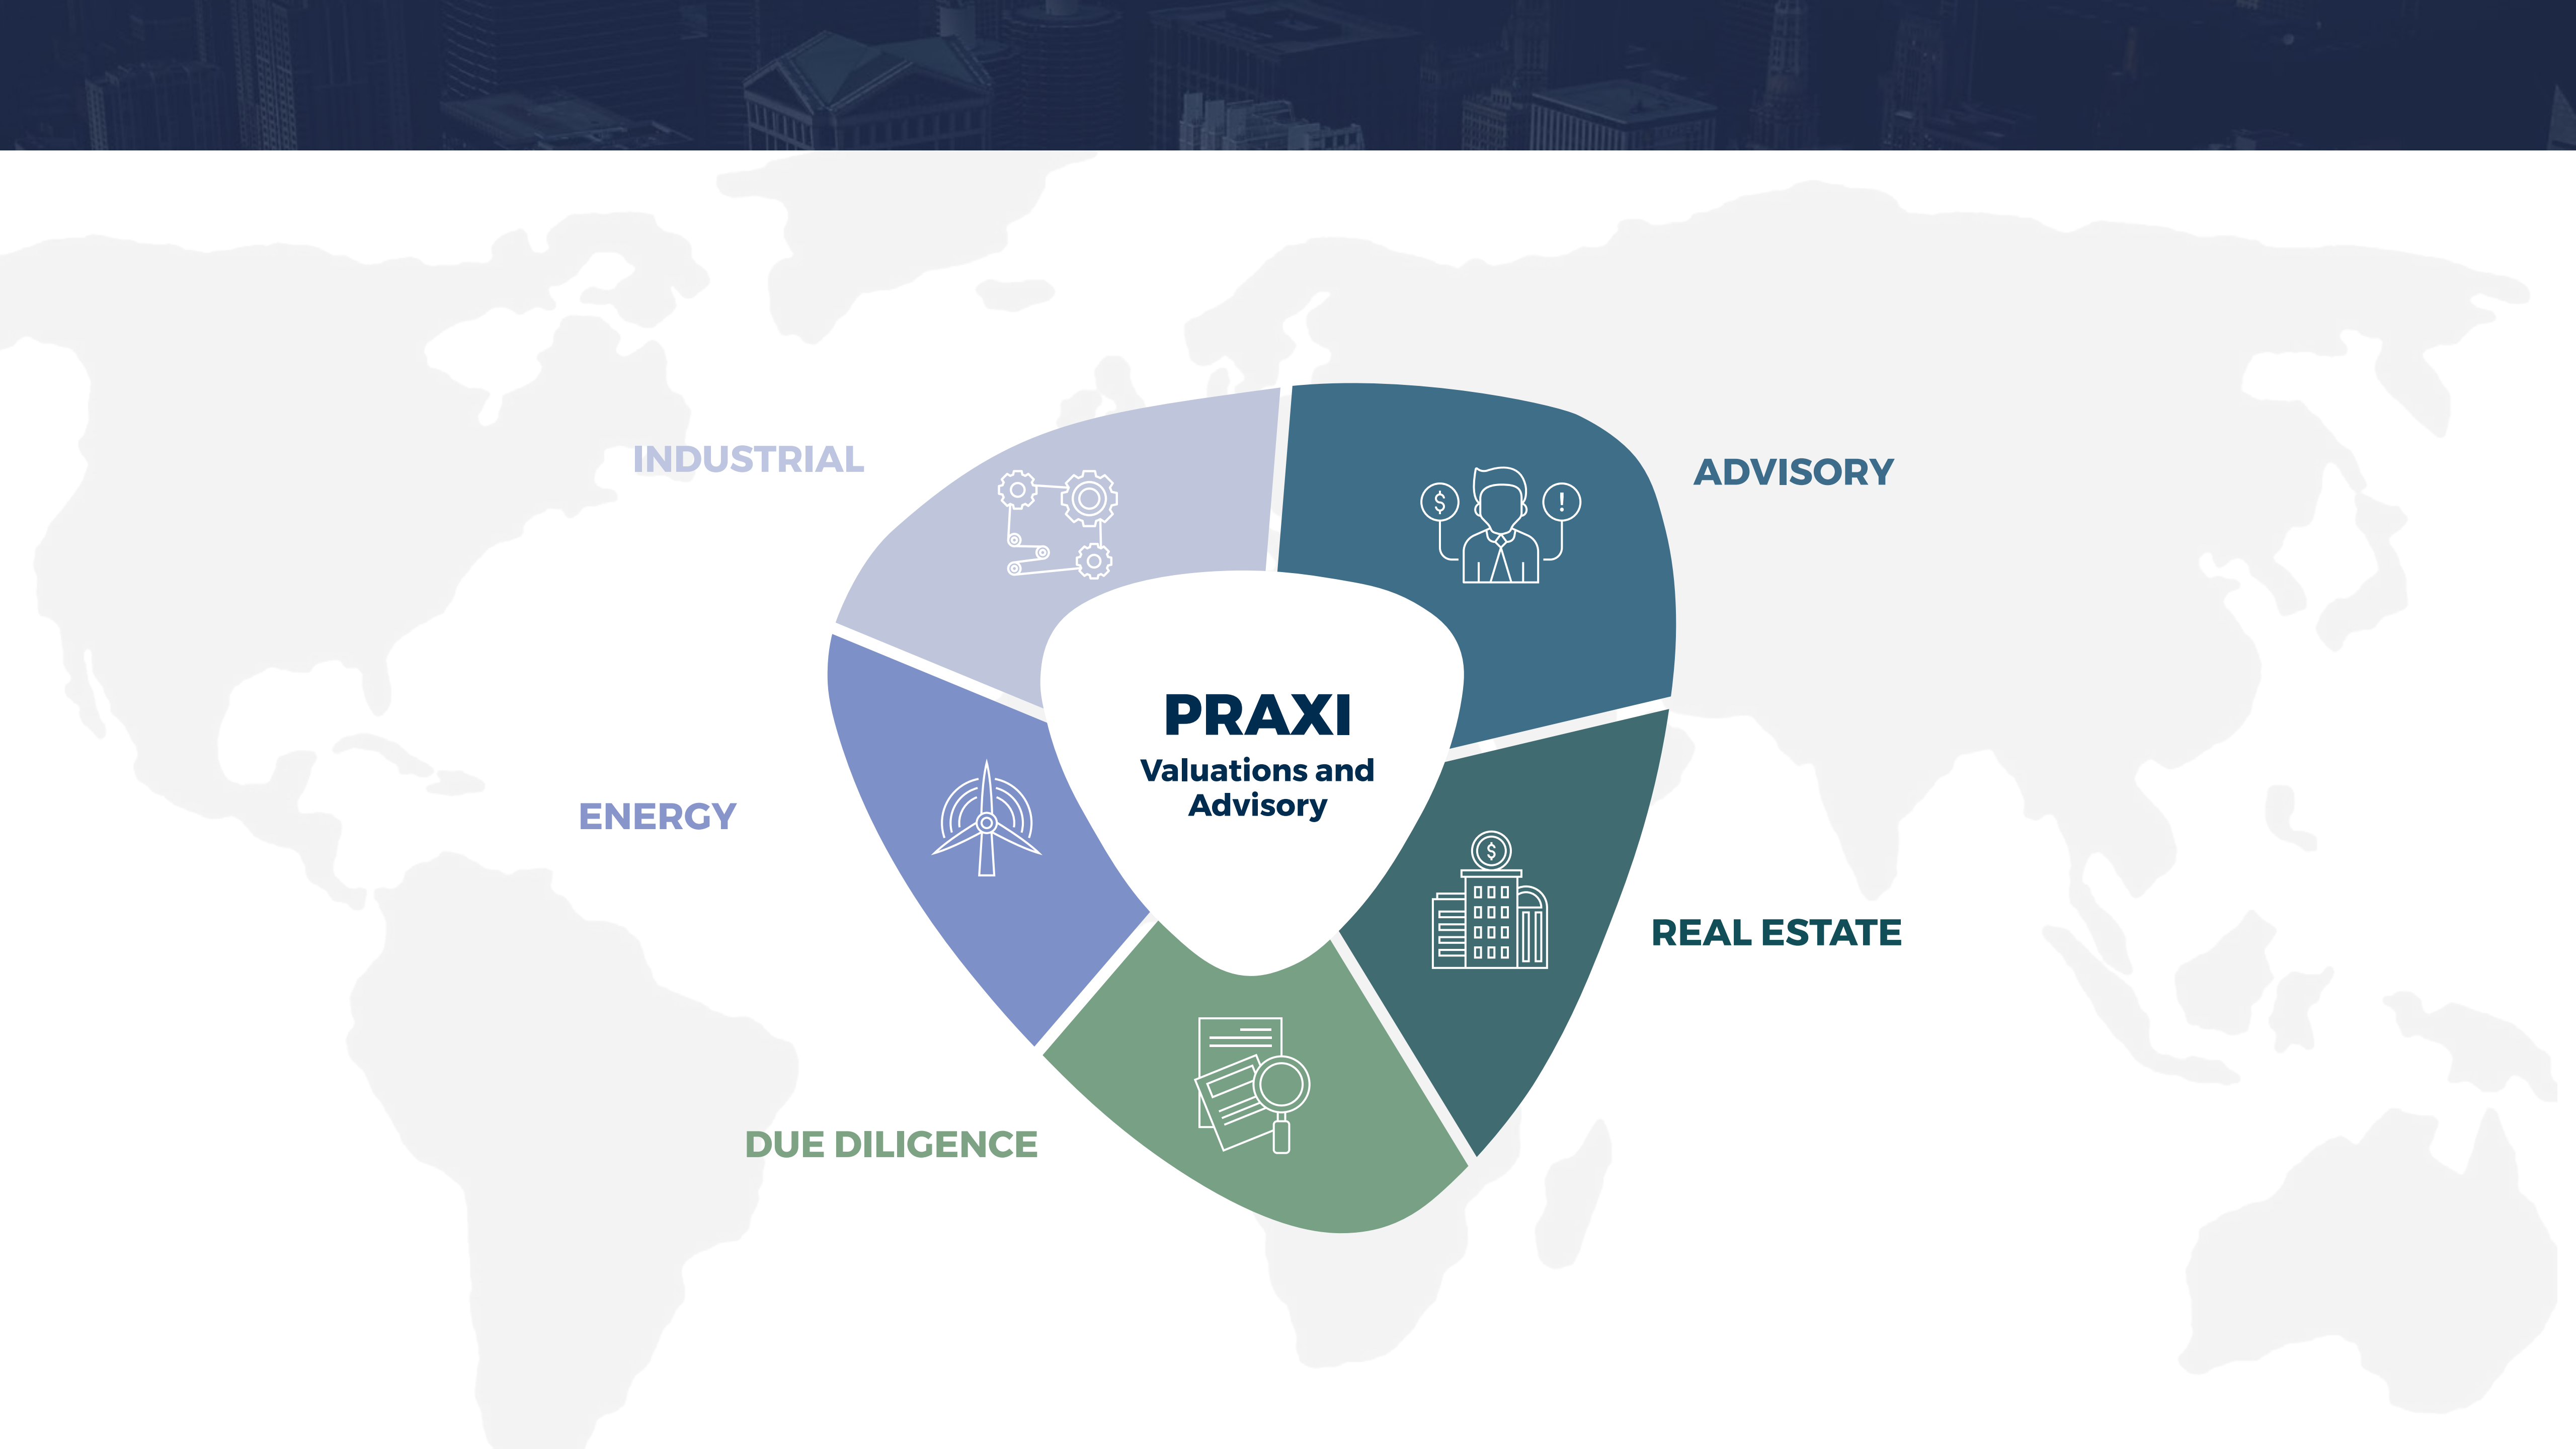 INDUSTRIAL
ADVISORY
PRAXI
Valuations and
Advisory
ENERGY
REAL ESTATE
DUE DILIGENCE
$
!
$